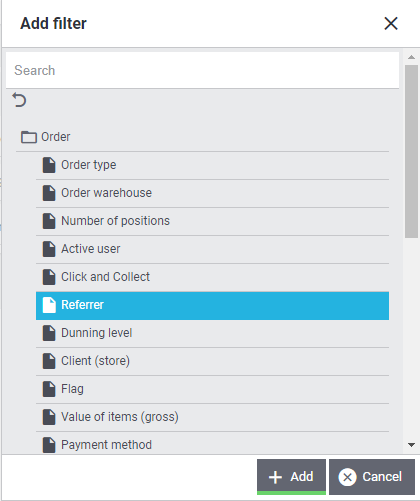 Add filter
Search
Order
Order type
Order warehouse
Number of positions
Active user
Click and Collect
Referrer
Dunning level
Client (store)
Flag
Value of items (gross)
Payment method
Add Cancel